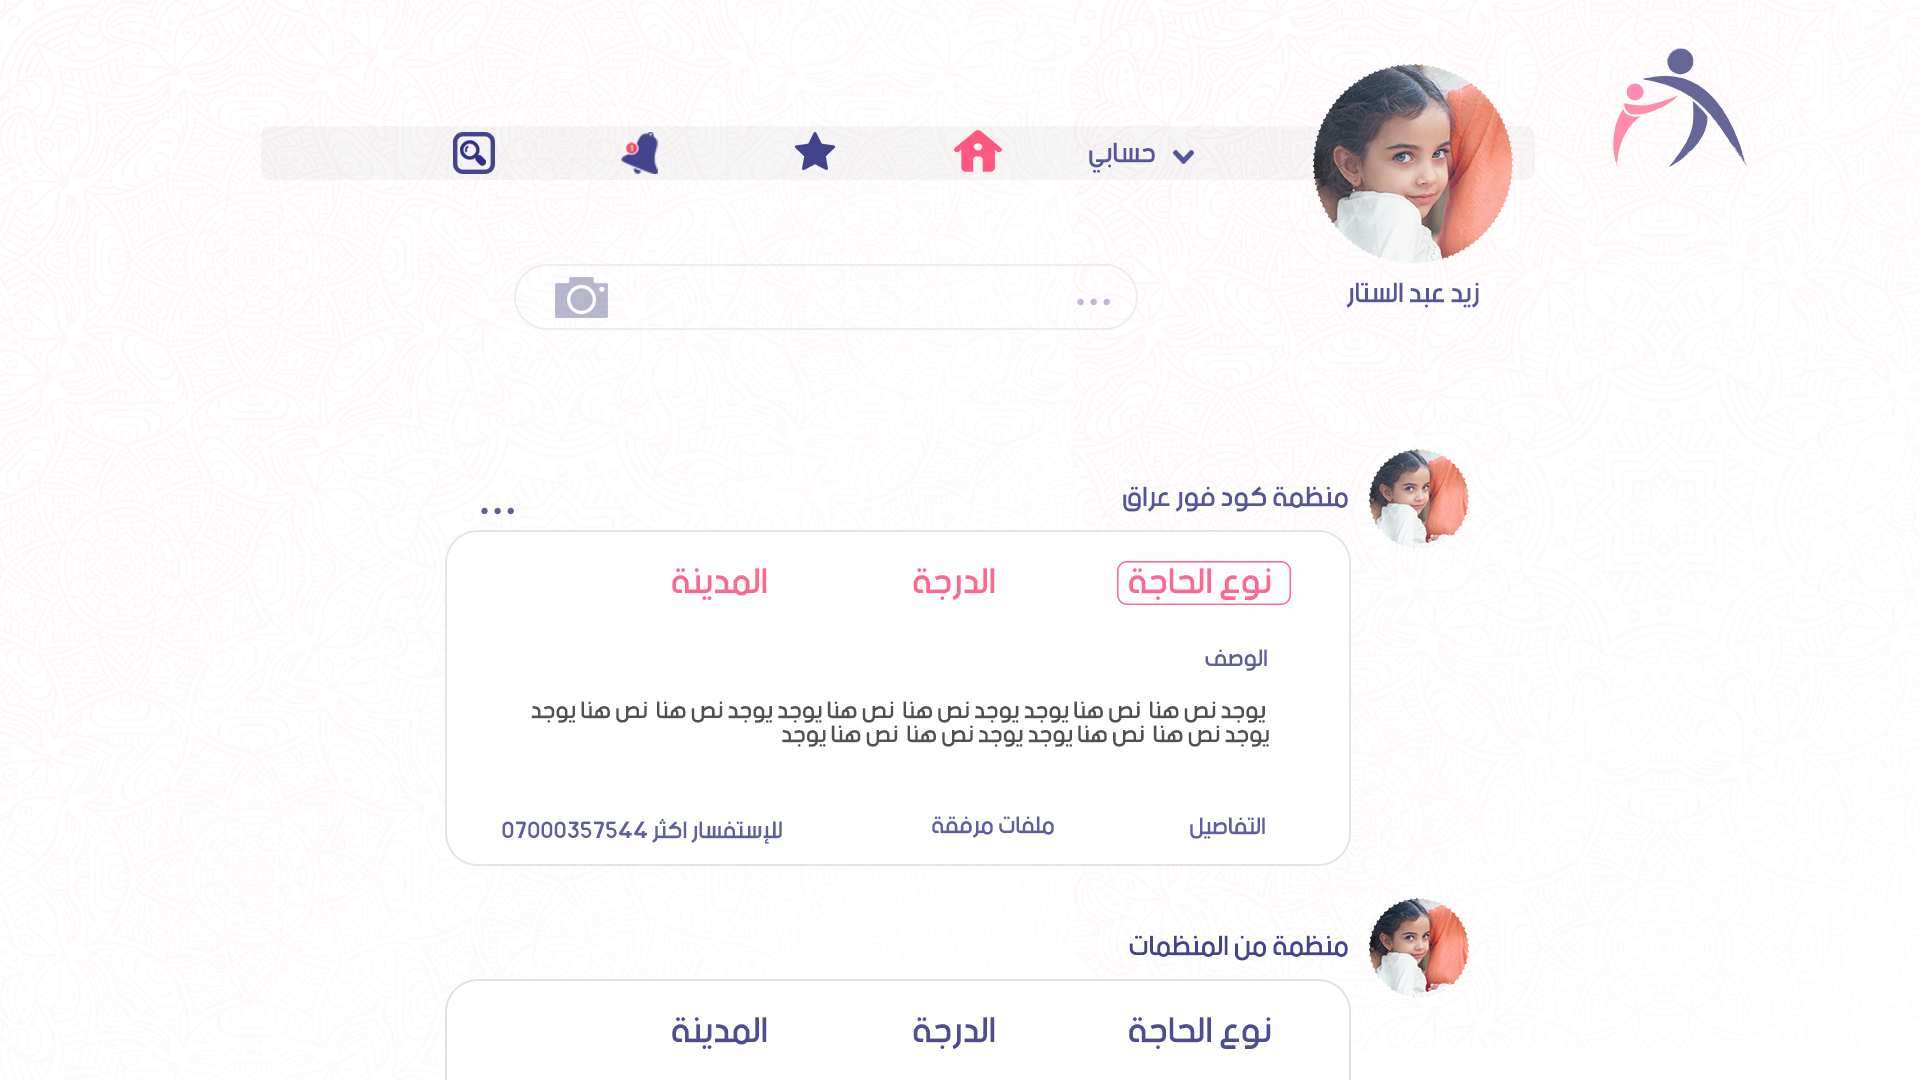 حسابي
1
زيد عبد الستار
منظمة كود فور عراق
نوع الحاجة الدرجة المدينة
الوصف
يوجد نص هنا نص هنا يوجد يوجد نص هنا نص هنا يوجد يوجد نص هنا نص هنا يوجد
يوجد نص هنا نص هنا يوجد يوجد نص هنا نص هنا يوجد
التفاصيل ملفات مرفقة للإستفسار اكثر 07000357544
منظمة من المنظمات
نوع الحاجة الدرجة المدينة